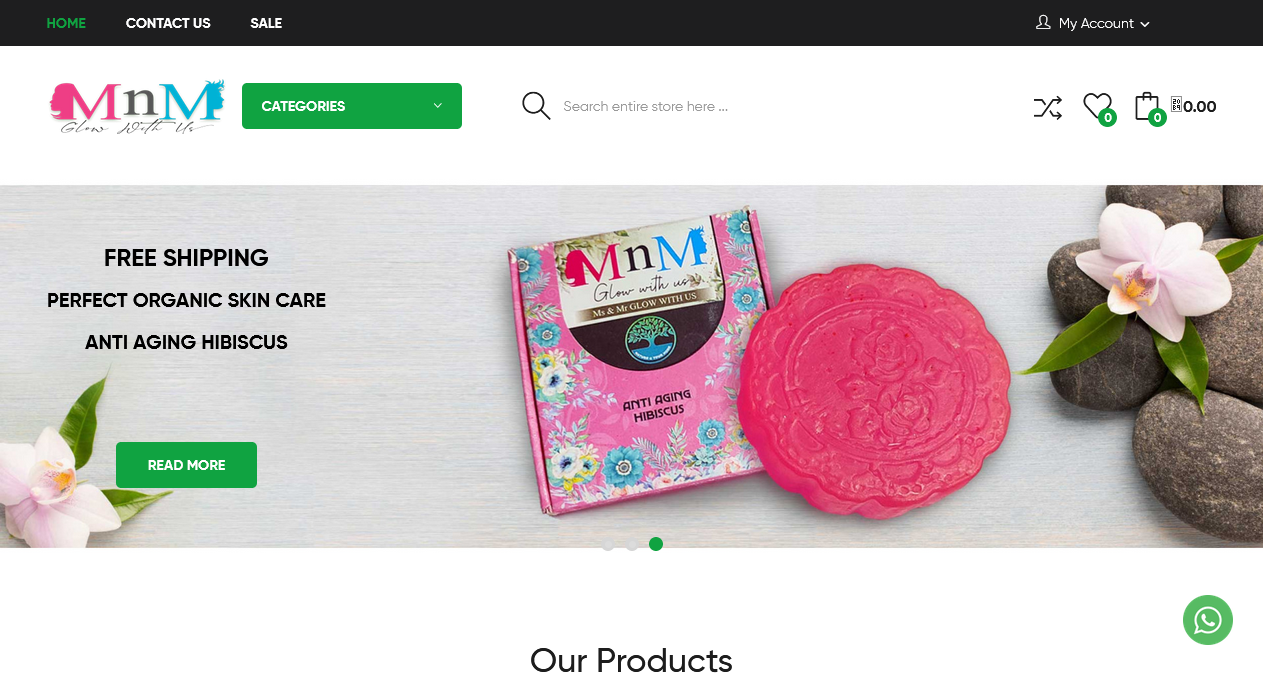 HOME CONTACT US SALE My Account
MnM
Glow With Us
CATEGORIES
Search entire store here ...
0
0
0.00
FREE SHIPPING
PERFECT ORGANIC SKIN CARE
ANTI AGING HIBISCUS
READ MORE
MnM
Glow with us
Ms & Mr GLOW WITH US
ANTI AGING
HIBISCUS
Our Products